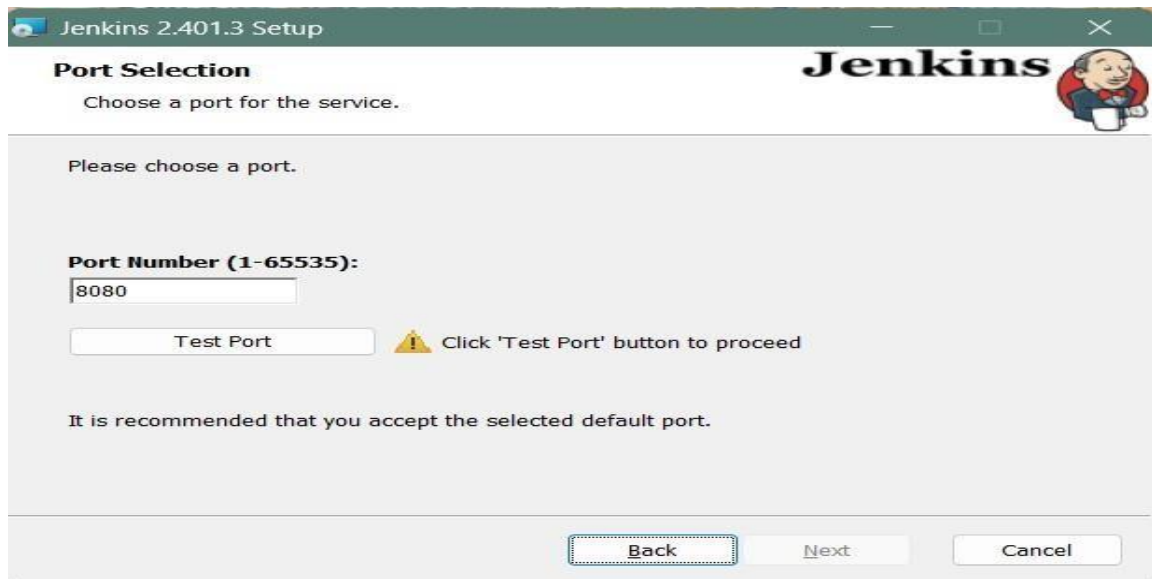 Jenkins 2.401.3 Setup
Port Selection
Jenkins
Choose a port for the service.
Please choose a port.
Port Number (1-65535):
8080
Test Port
Click 'Test Port' button to proceed
It is recommended that you accept the selected default port.
Back
Next
Cancel